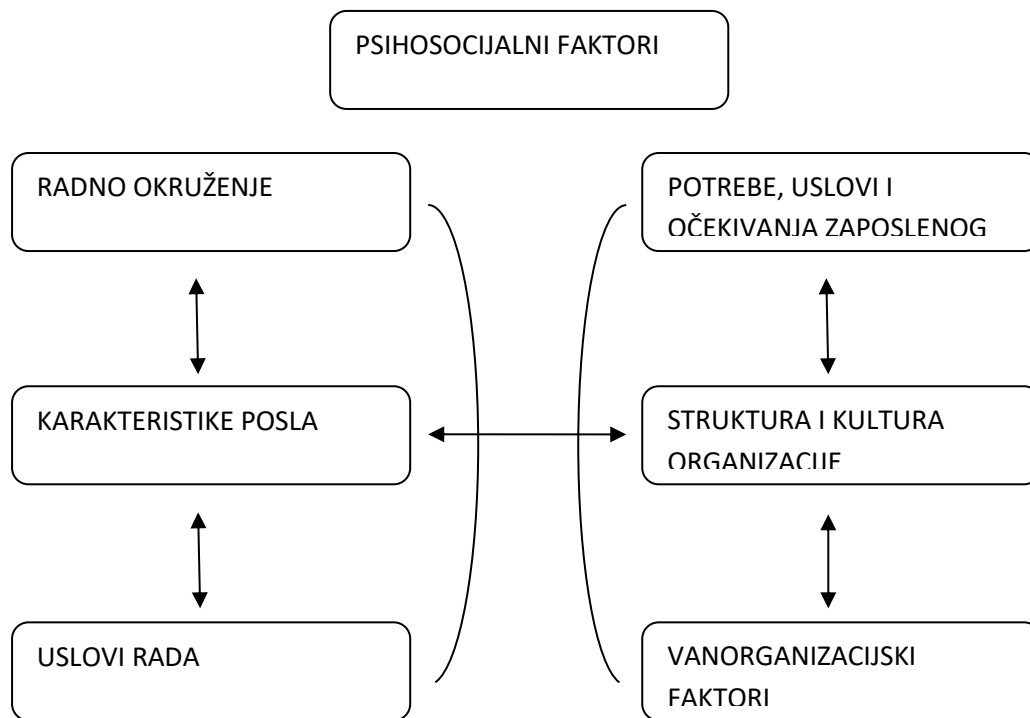 PSIHOSOCIJALNI FAKTORI
RADNO OKRUŽENJE
POTREBE, USLOVI I
OČEKIVANJA ZAPOSLENOG
KARAKTERISTIKE POSLA
STRUKTURA I KULTURA
ORGANIZACIJE
USLOVI RADA
VANORGANIZACIJSKI
FAKTORI